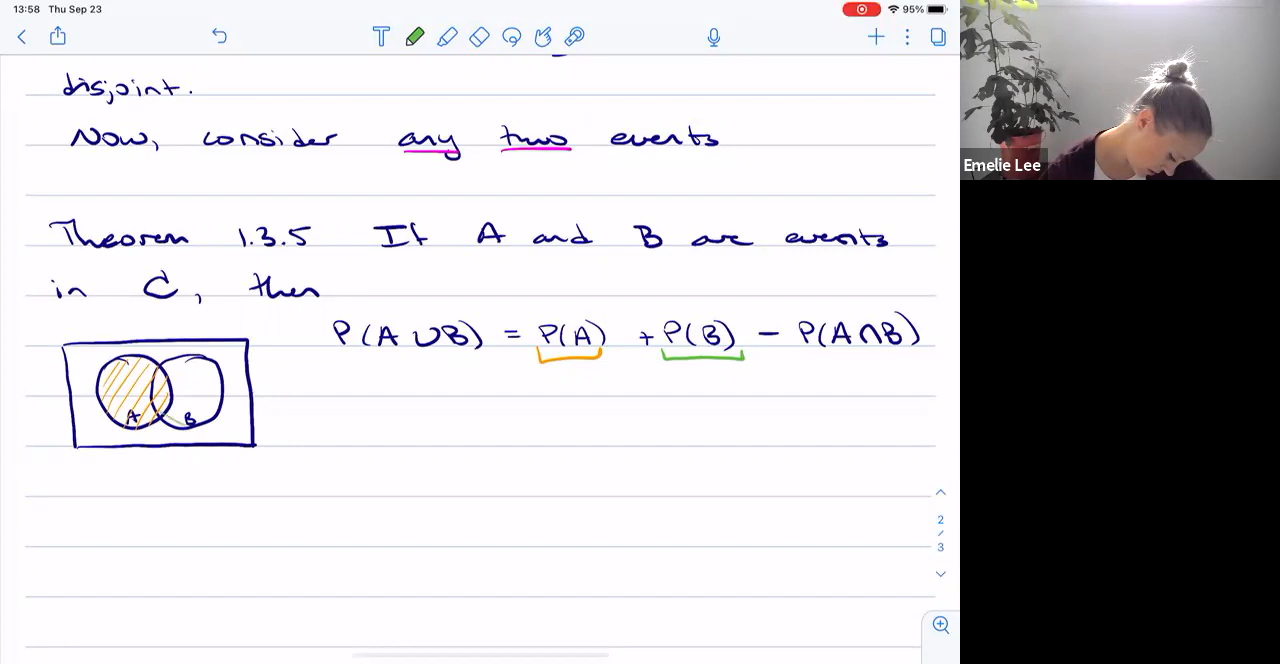 13:58 Thu Sep 23
95%
disjoint.
Now, consider any two events
Theorem 1.3.5 If A and B are events
in C, then
P(A ∪ B) = P(A) + P(B) - P(A ∩ B)
A B
2
/
3
Emelie Lee